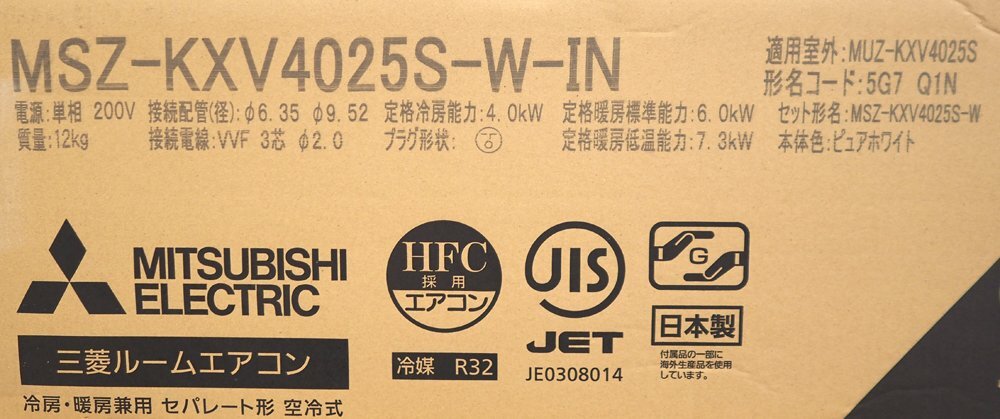 MSZ-KXV4025S-W-IN
適用室外:MUZ-KXV4025S
形名コード:5G7 Q1N
電源:単相 200V 接続配管(径):φ6.35 φ9.52 定格冷房能力:4.0kW 定格暖房標準能力:6.0kW セット形名:MSZ-KXV4025S-W
質量:12kg 接続電線:VVF 3芯 φ2.0 プラグ形状: 定格暖房低温能力:7.3kW 本体色:ピュアホワイト
MITSUBISHI
ELECTRIC
三菱ルームエアコン
冷房・暖房兼用 セパレート形 空冷式
HFC
採用
エアコン
冷媒 R32
JIS
JET
JE0308014
G
日本製
付属品の一部に
海外生産品を使用
しています。